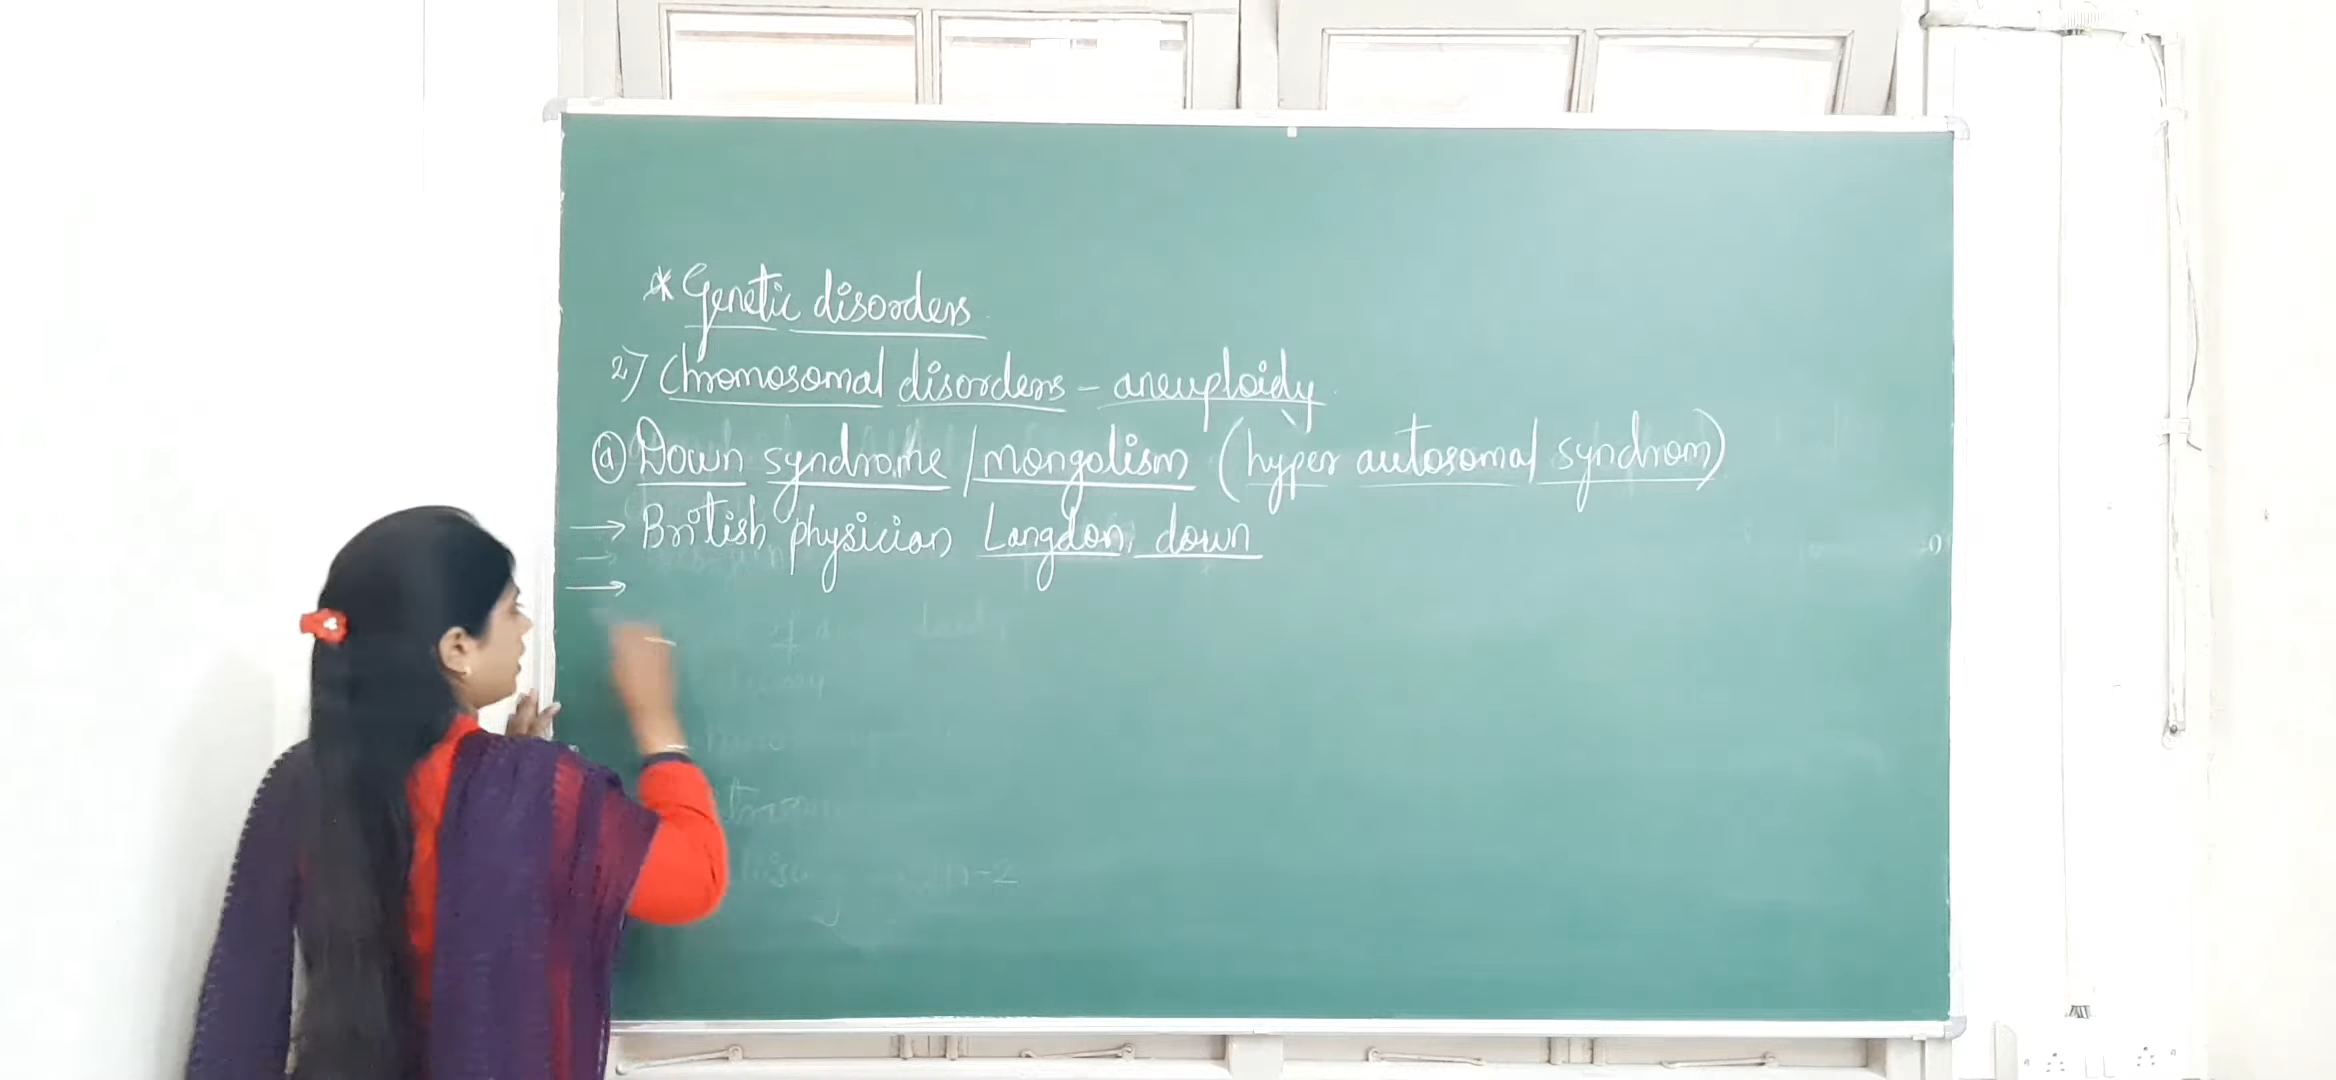 * Genetic disorders
2) Chromosomal disorders - aneuploidy
(a) Down syndrome / mongolism (hyper autosomal syndrom)
→ British physician Langdon down
→